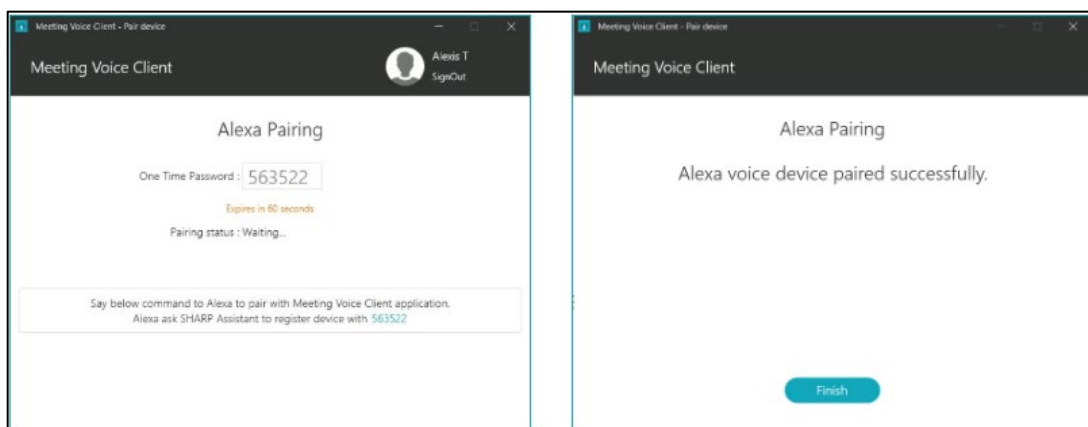 Meeting Voice Client - Pair device
Meeting Voice Client
Alexis T
SignOut
Alexa Pairing
One Time Password : 563522
Expires in 60 seconds
Pairing status : Waiting...
Say below command to Alexa to pair with Meeting Voice Client application.
Alexa ask SHARP Assistant to register device with 563522
Meeting Voice Client - Pair device
Meeting Voice Client
Alexa Pairing
Alexa voice device paired successfully.
Finish